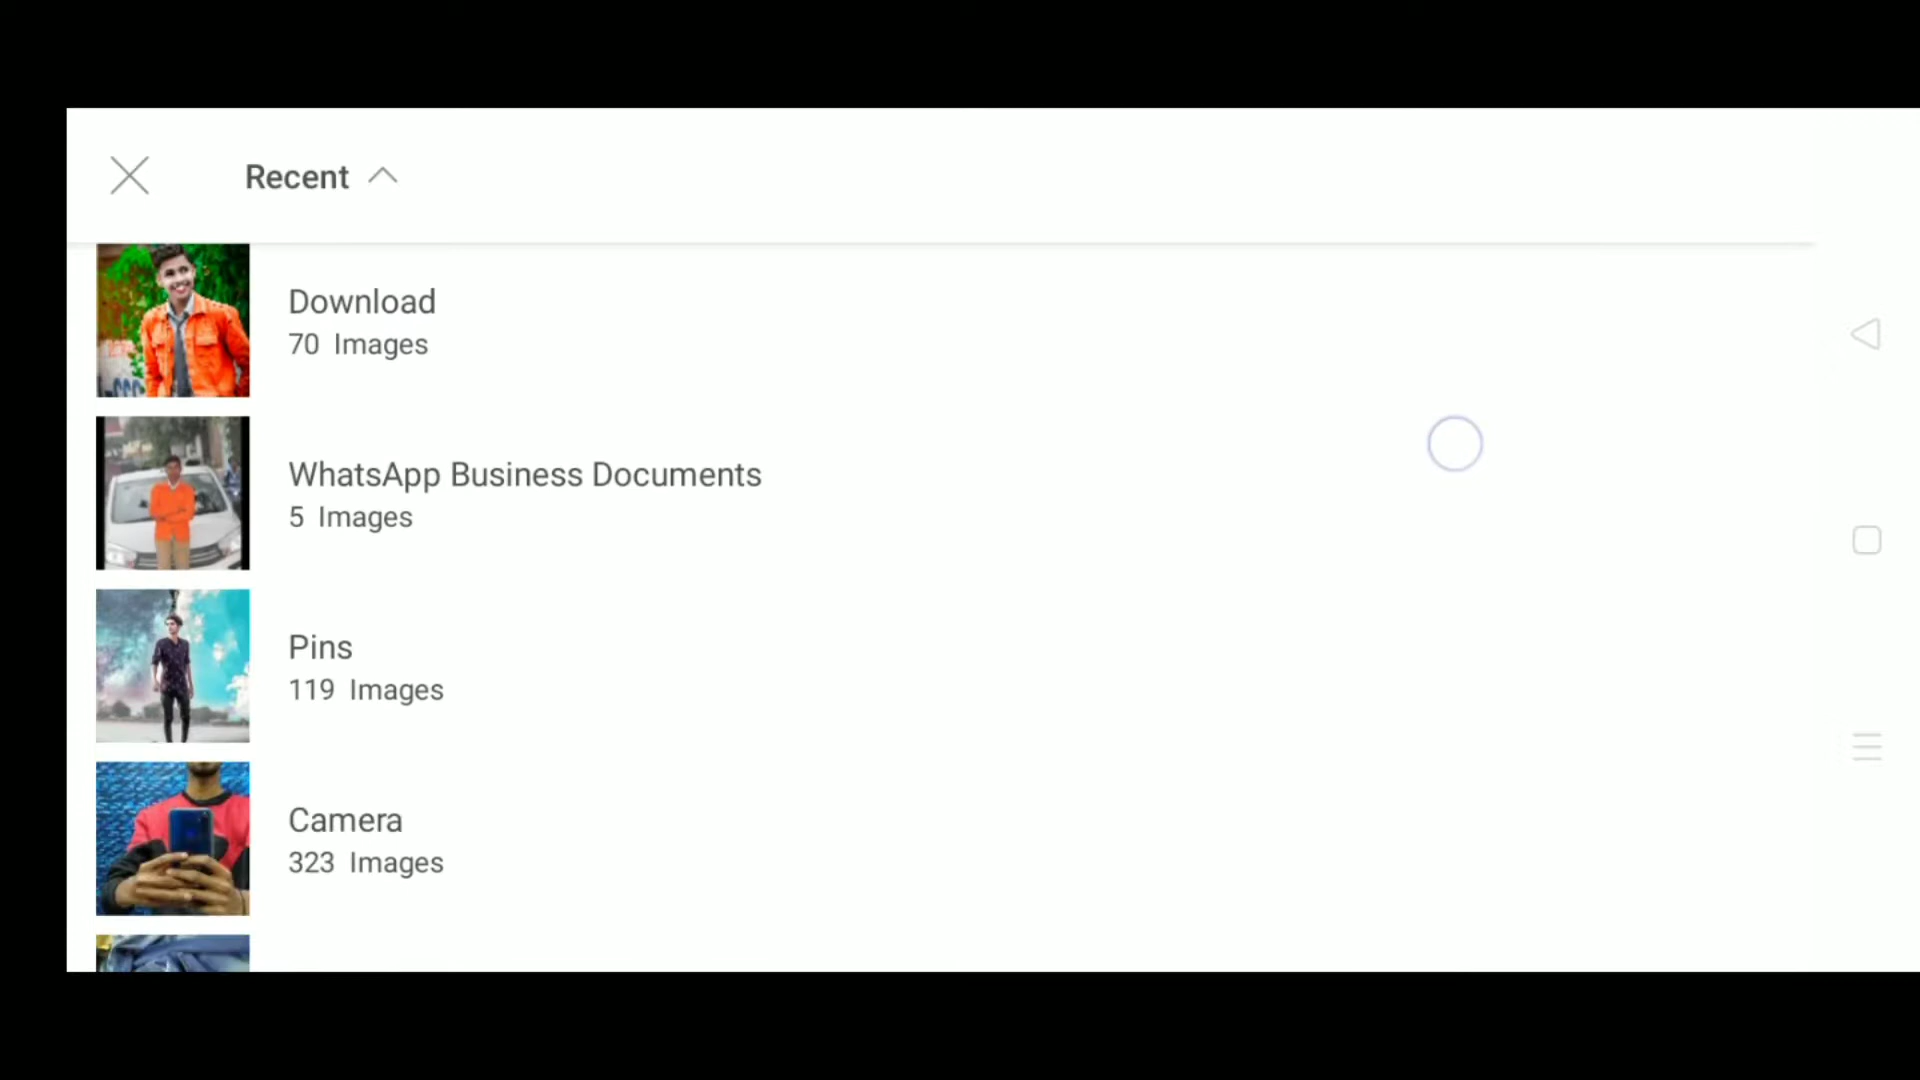 Recent
Download
70 Images
WhatsApp Business Documents
5 Images
Pins
119 Images
Camera
323 Images